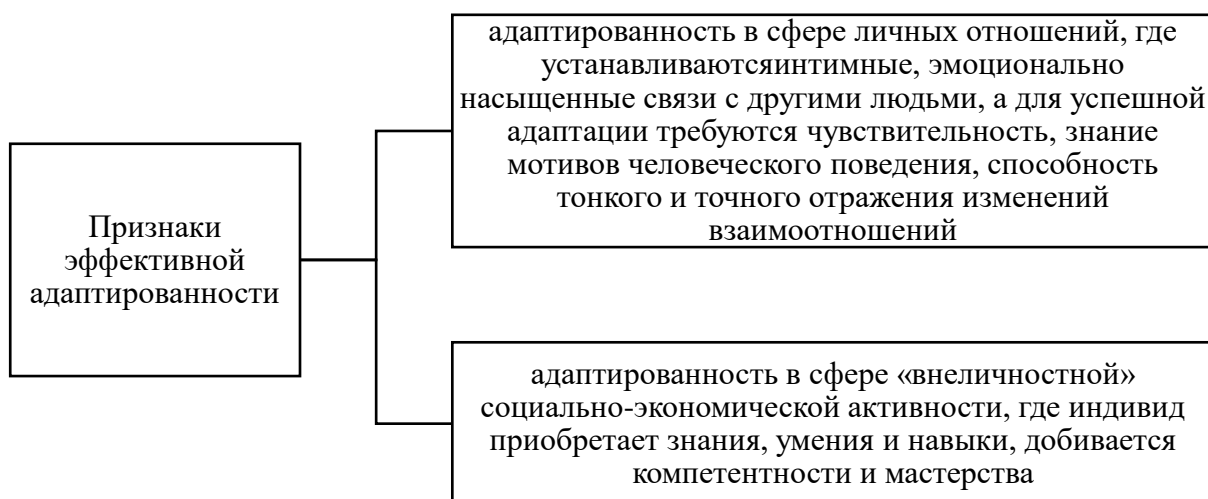 адаптированность в сфере личных отношений, где
устанавливаютсяинтимные, эмоционально
насыщенные связи с другими людьми, а для успешной
адаптации требуются чувствительность, знание
мотивов человеческого поведения, способность
тонкого и точного отражения изменений
взаимоотношений
Признаки
эффективной
адаптированности
адаптированность в сфере «внеличностной»
социально-экономической активности, где индивид
приобретает знания, умения и навыки, добивается
компетентности и мастерства